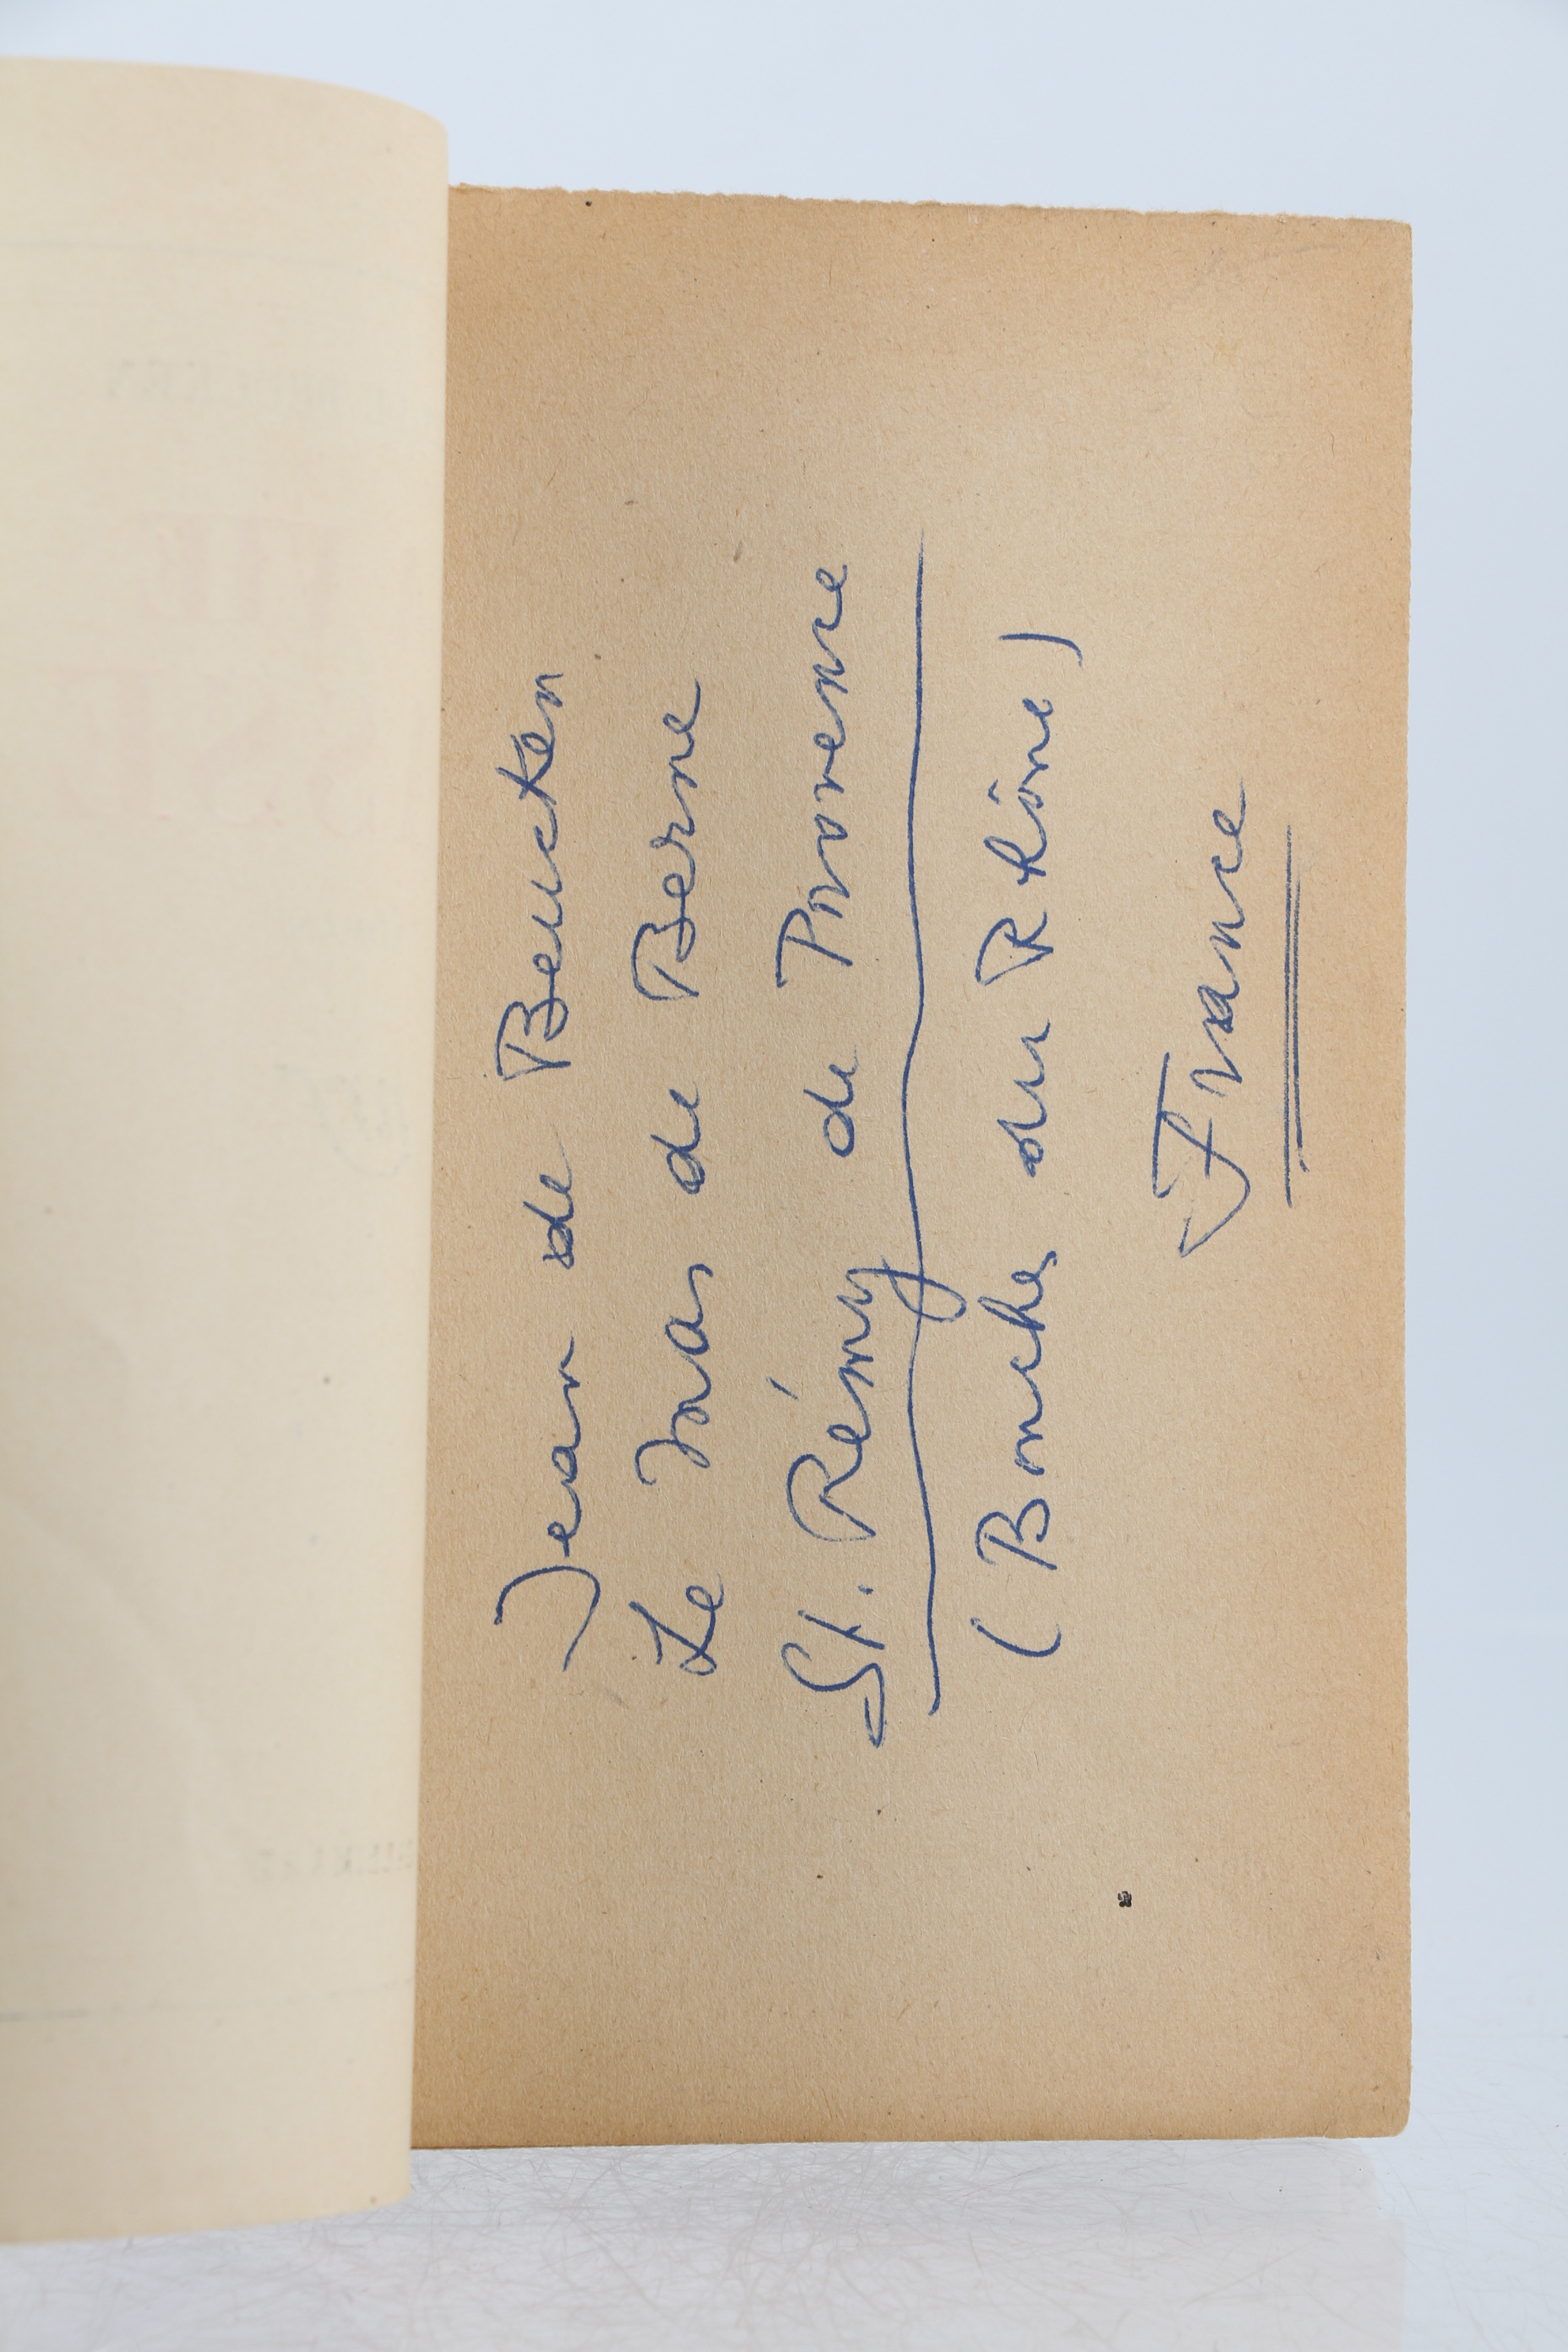 Jean de Beucken
Le Mas de Berne
St. Rémy de Provence
(Bouches du Rhône)
France